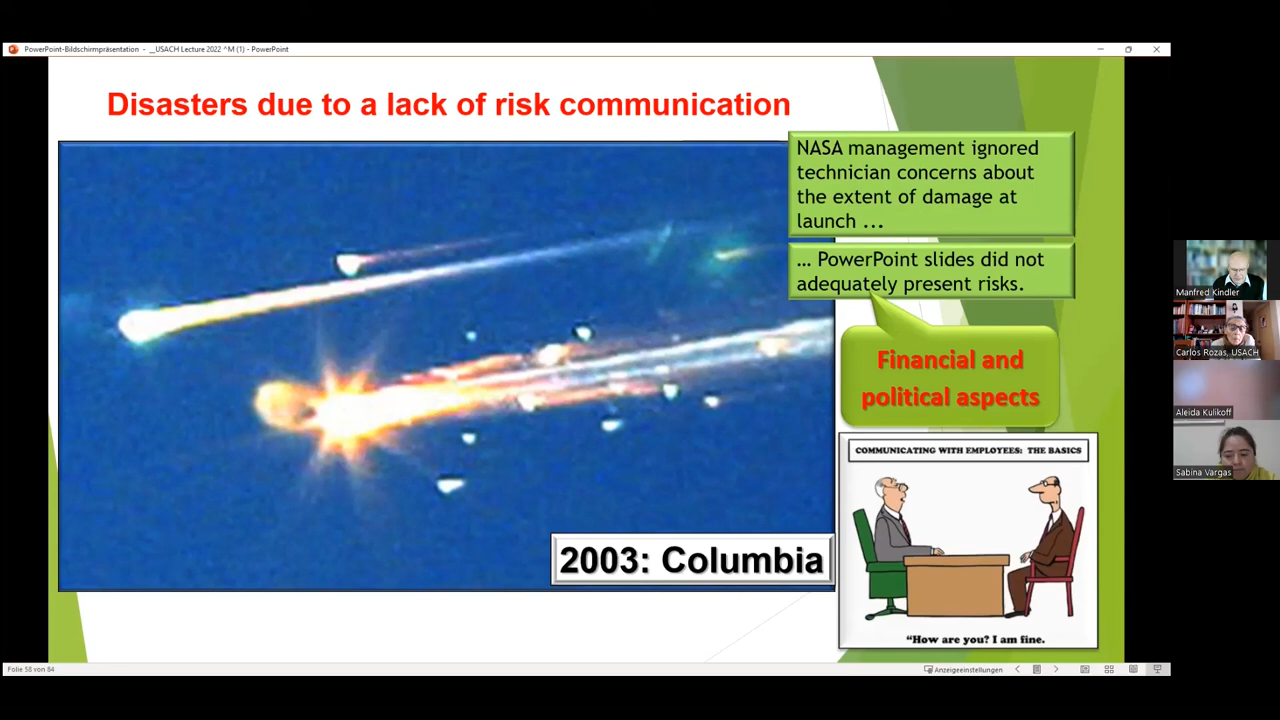 PowerPoint-Bildschirmpräsentation - __USACH Lecture 2022 ^M (1) - PowerPoint
Disasters due to a lack of risk communication
NASA management ignored
technician concerns about
the extent of damage at
launch ...
... PowerPoint slides did not
adequately present risks.
Financial and
political aspects
2003: Columbia
COMMUNICATING WITH EMPLOYEES: THE BASICS
"How are you? I am fine.
Manfred Kindler
Carlos Rozas, USACH
Aleida Kulikoff
Sabina Vargas
Folie 58 von 84
Anzeigeeinstellungen